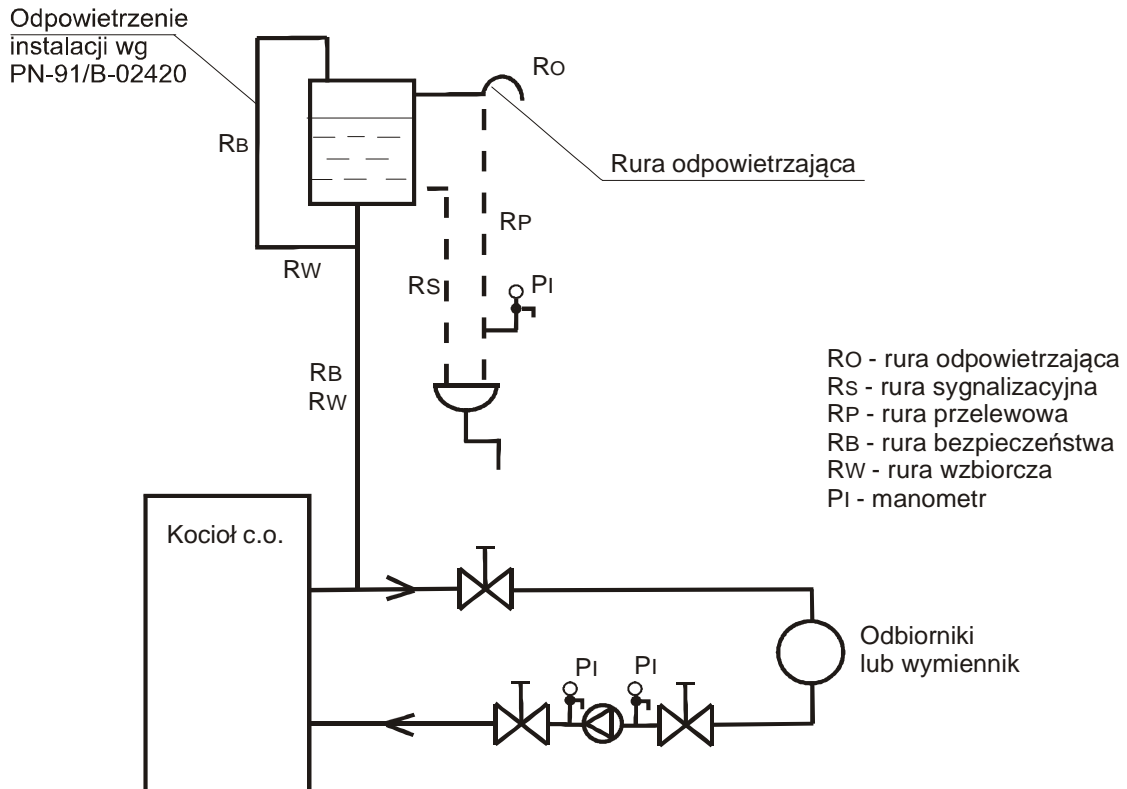 Odpowietrzenie
instalacji wg
PN-91/B-02420
RO
RB
Rura odpowietrzająca
RP
RW
RS
PI
RB
RW
RO - rura odpowietrzająca
RS - rura sygnalizacyjna
RP - rura przelewowa
RB - rura bezpieczeństwa
RW - rura wzbiorcza
PI - manometr
Kocioł c.o.
Odbiorniki
lub wymiennik
PI
PI